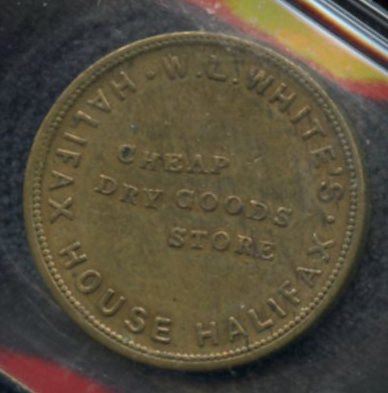 W.L.WHITE'S
HALIFAX HOUSE HALIFAX
CHEAP
DRY GOODS
STORE